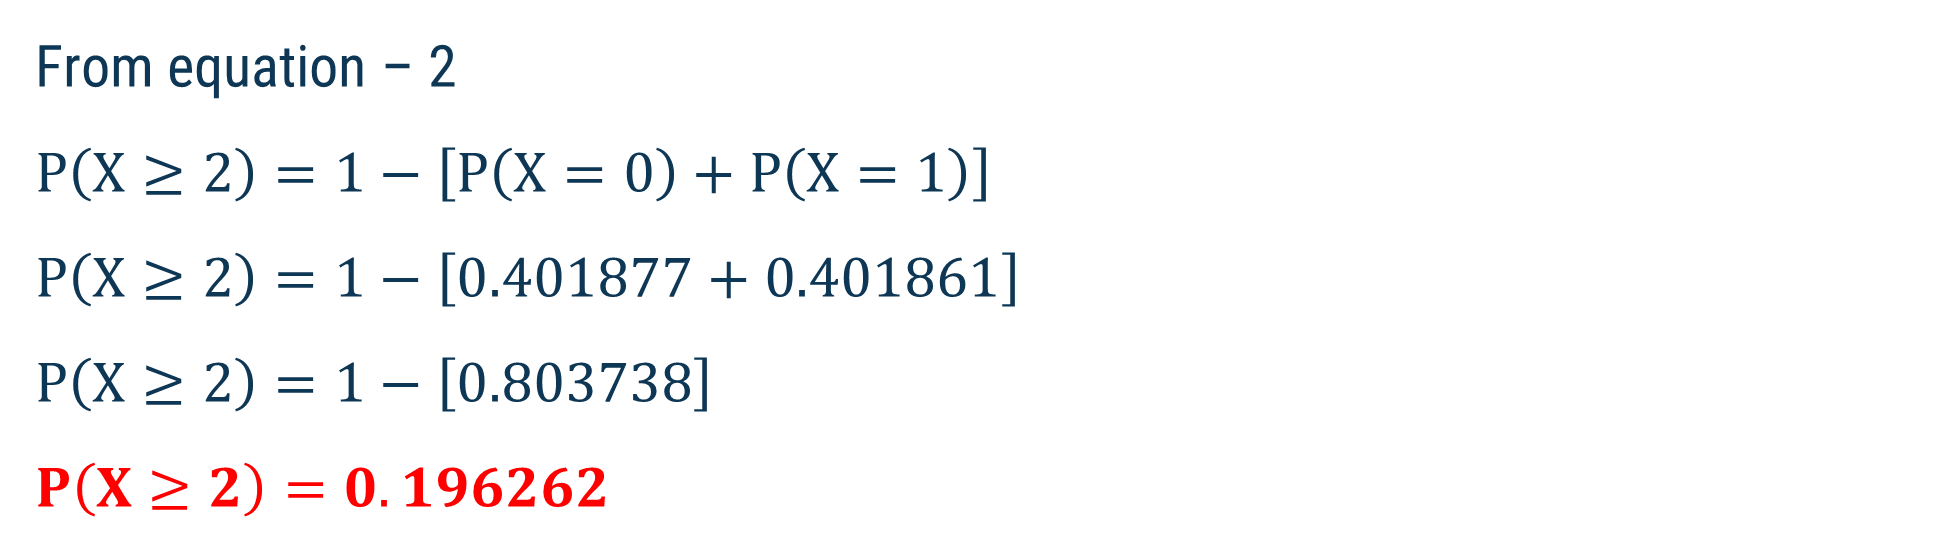 From equation – 2
P(X ≥ 2) = 1 − [P(X = 0) + P(X = 1)]
P(X ≥ 2) = 1 − [0.401877 + 0.401861]
P(X ≥ 2) = 1 − [0.803738]
P(X ≥ 2) = 0.196262